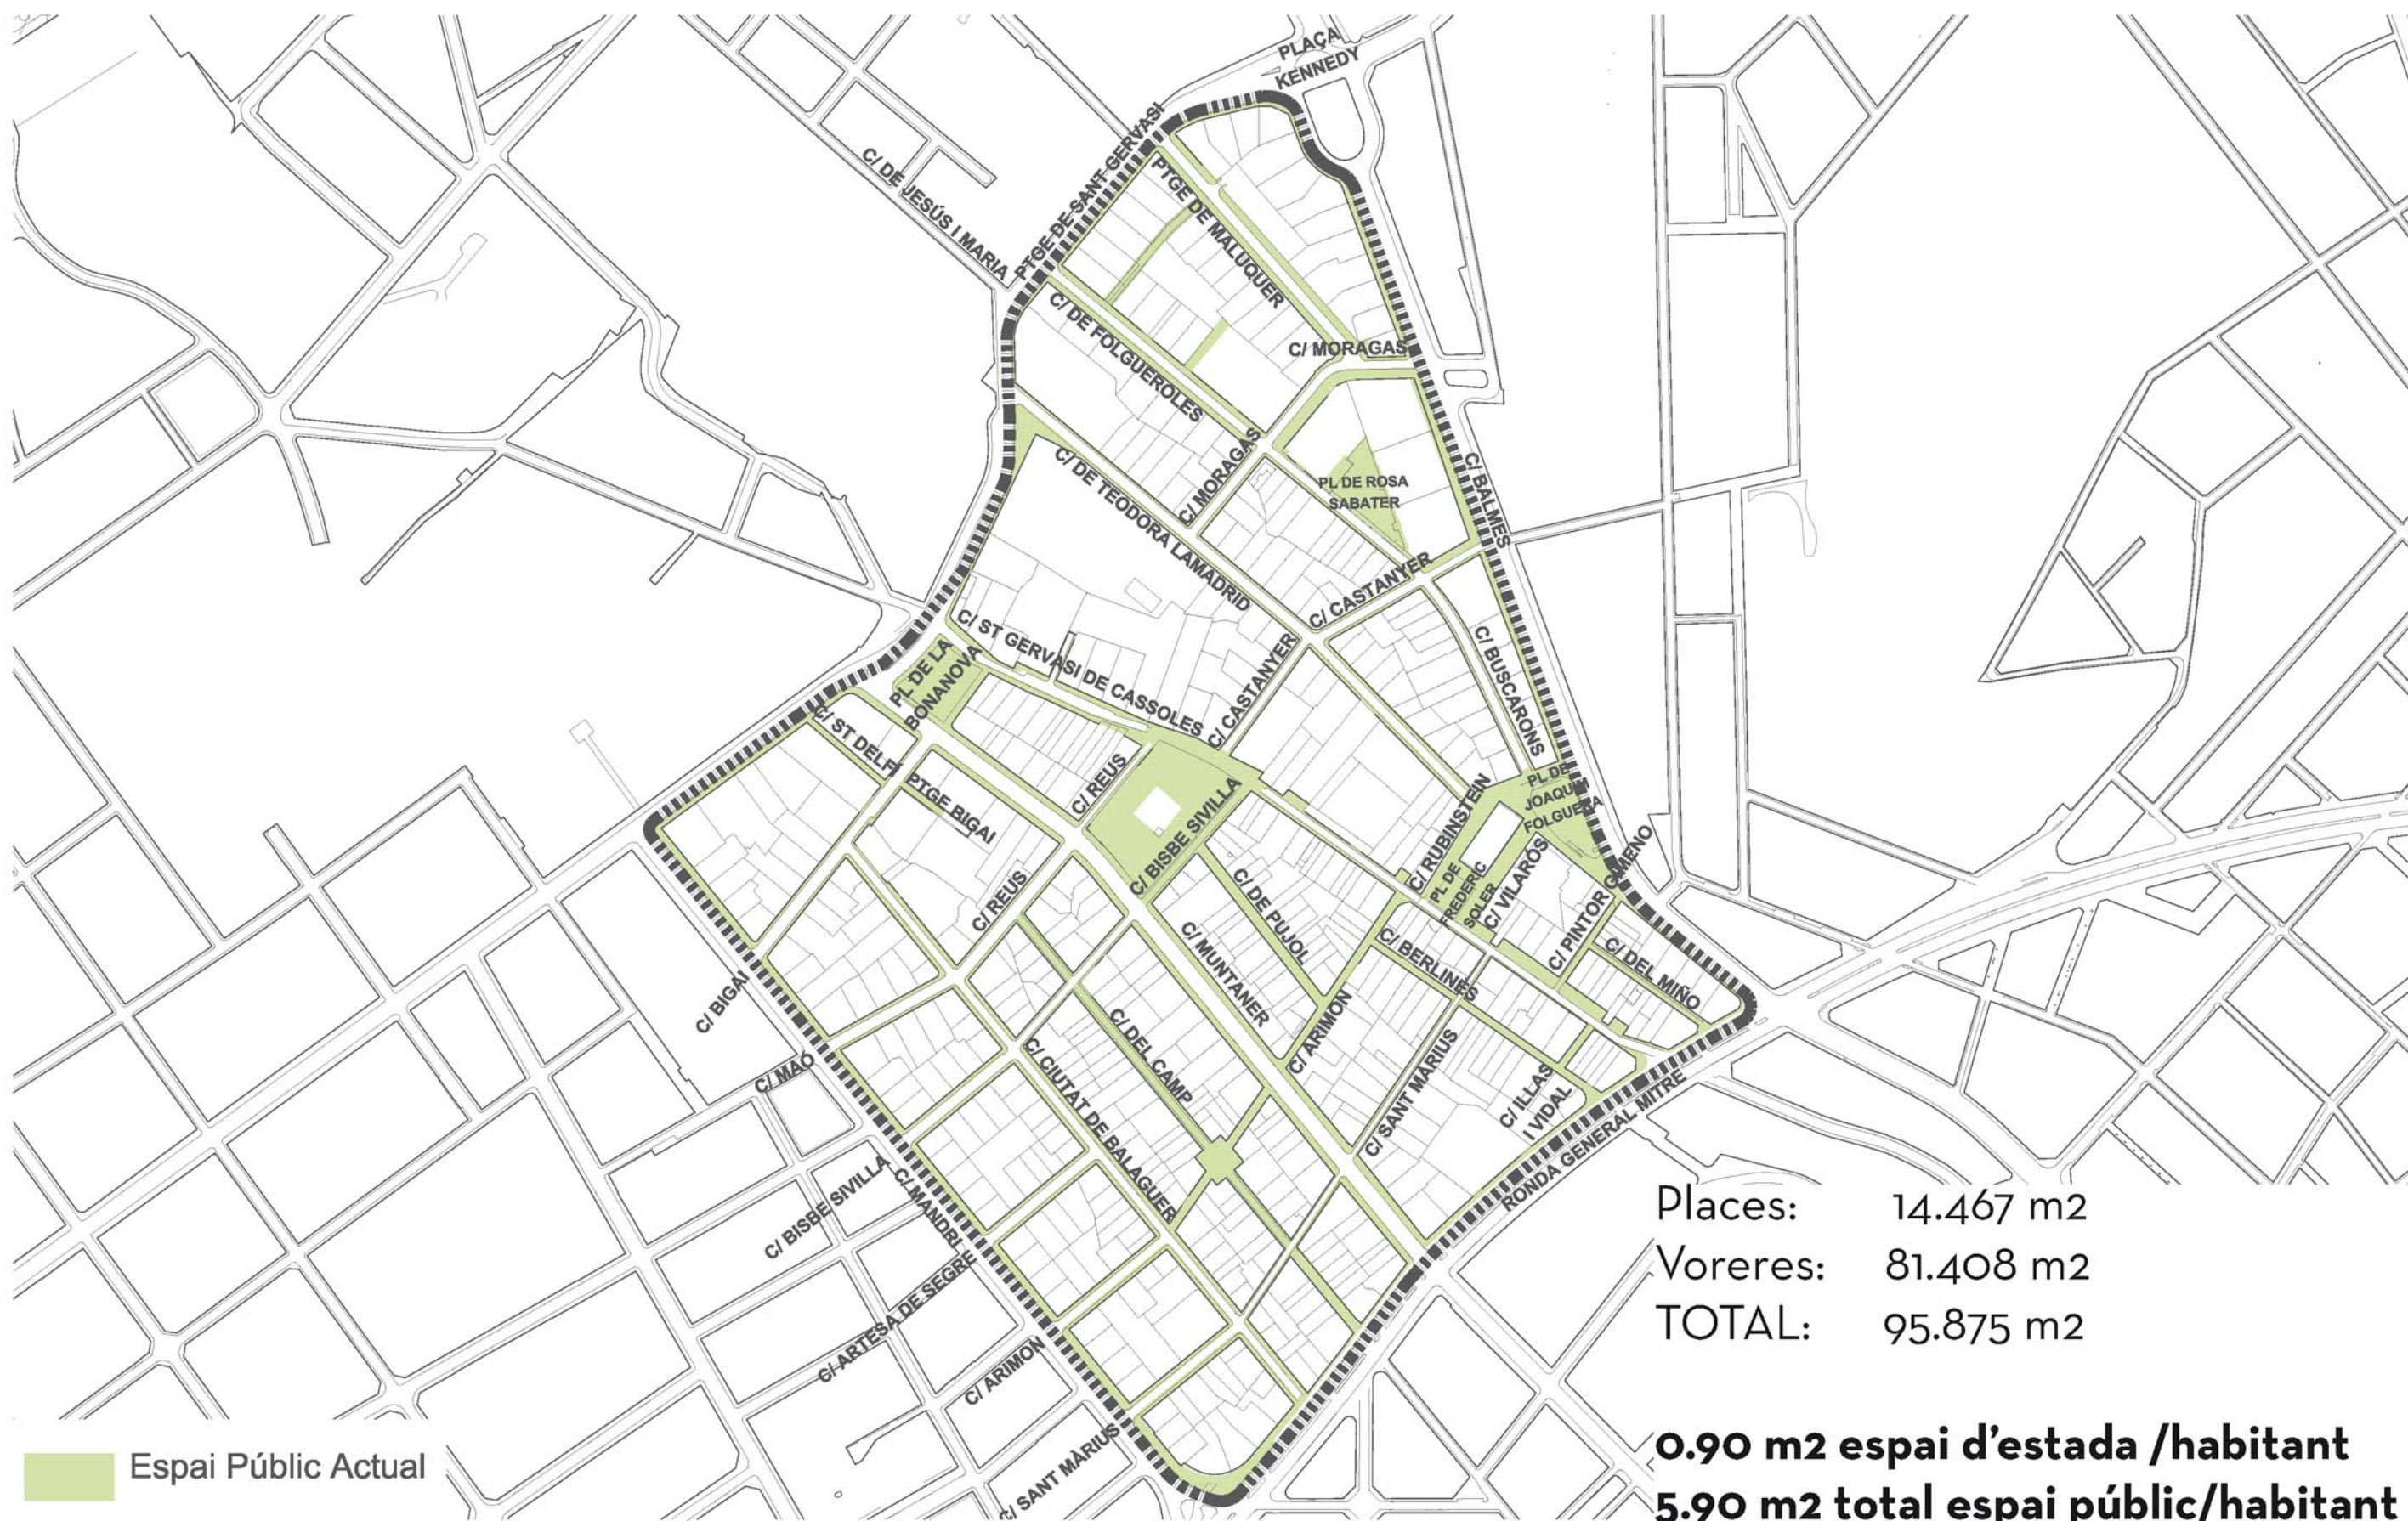 PLAÇA
KENNEDY
PTGE DE SANT GERVASI
C/ DE JESÚS I MARIA
PTGE DE MALUQUER
C/ DE FOLGUEROLES
C/ MORAGAS
C/ MORAGAS
C/ DE TEODORA LAMADRID
PL DE ROSA
SABATER
C/ BALMES
C/ CASTANYER
C/ ST GERVASI DE CASSOLES
C/ CASTANYER
C/ BUSCARONS
PL DE LA
BONANOVA
C/ ST DELFÍ
PTGE BIGAI
C/ REUS
C/ BISBE SIVILLA
C/ RUBINSTEIN
PL DE
JOAQUIM
FOLGUERA
C/ REUS
C/ DE PUJOL
PL DE
FREDERIC
SOLER
C/ VILARÓS
C/ PINTOR GIMENO
C/ MUNTANER
C/ BERLINES
C/ DEL MIÑO
C/ BIGAI
C/ DEL CAMP
C/ ARIMON
C/ MAÓ
C/ CIUTAT DE BALAGUER
C/ SANT MÀRIUS
C/ ILLAS
I VIDAL
RONDA GENERAL MITRE
C/ BISBE SIVILLA
C/ MANDRI
C/ ARTESA DE SEGRE
C/ ARIMON
C/ SANT MÀRIUS
Places: 14.467 m2
Voreres: 81.408 m2
TOTAL: 95.875 m2
0.90 m2 espai d'estada /habitant
5.90 m2 total espai públic/habitant
Espai Públic Actual